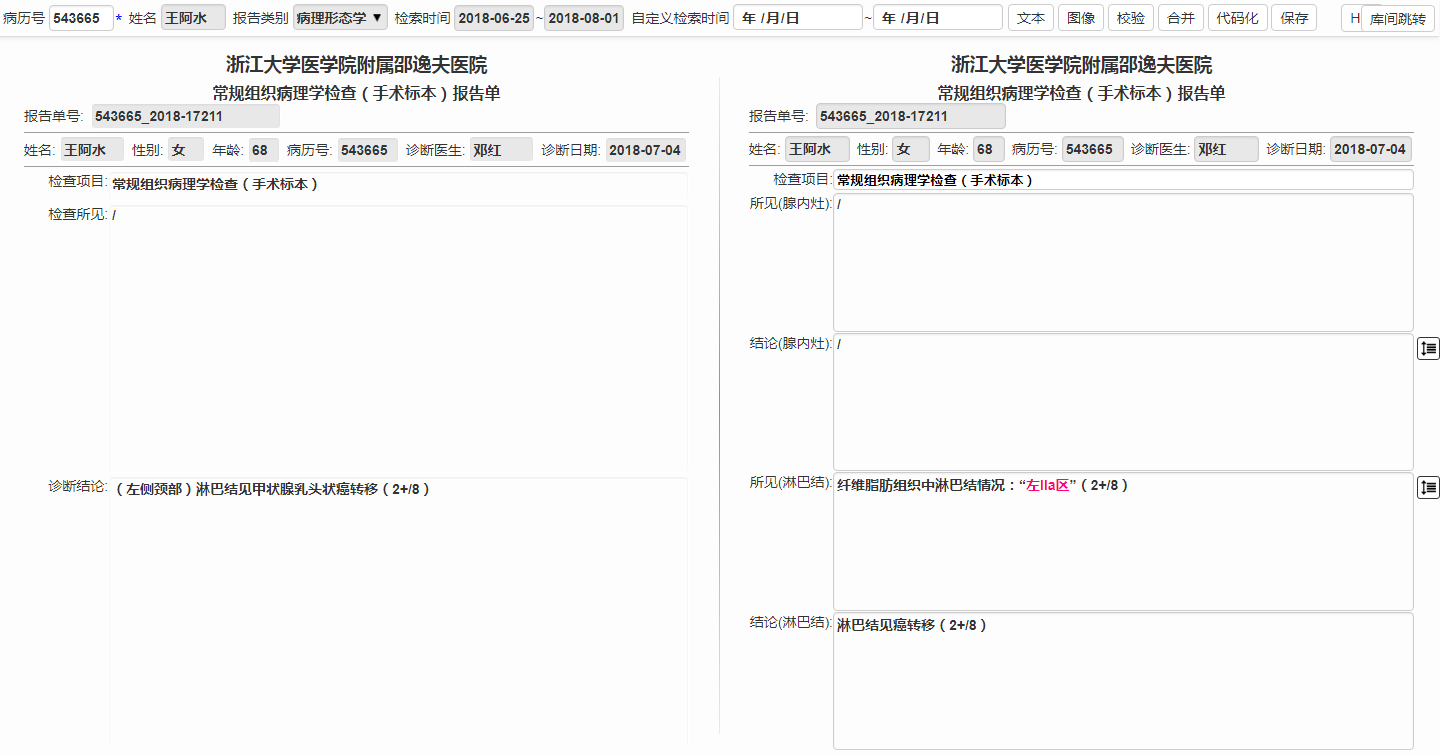 病历号 543665 * 姓名 王阿水 报告类别 病理形态学 ▼ 检索时间 2018-06-25 ~ 2018-08-01 自定义检索时间 年 /月/日 ~ 年 /月/日 文本 图像 校验 合并 代码化 保存 H 库间跳转
浙江大学医学院附属邵逸夫医院
常规组织病理学检查（手术标本）报告单
报告单号: 543665_2018-17211
姓名: 王阿水 性别: 女 年龄: 68 病历号: 543665 诊断医生: 邓红 诊断日期: 2018-07-04
检查项目: 常规组织病理学检查（手术标本）
检查所见: /
诊断结论: （左侧颈部）淋巴结见甲状腺乳头状癌转移（2+/8）
浙江大学医学院附属邵逸夫医院
常规组织病理学检查（手术标本）报告单
报告单号: 543665_2018-17211
姓名: 王阿水 性别: 女 年龄: 68 病历号: 543665 诊断医生: 邓红 诊断日期: 2018-07-04
检查项目: 常规组织病理学检查（手术标本）
所见(腺内灶): /
结论(腺内灶): /
所见(淋巴结): 纤维脂肪组织中淋巴结情况：“左IIa区”（2+/8）
结论(淋巴结): 淋巴结见癌转移（2+/8）